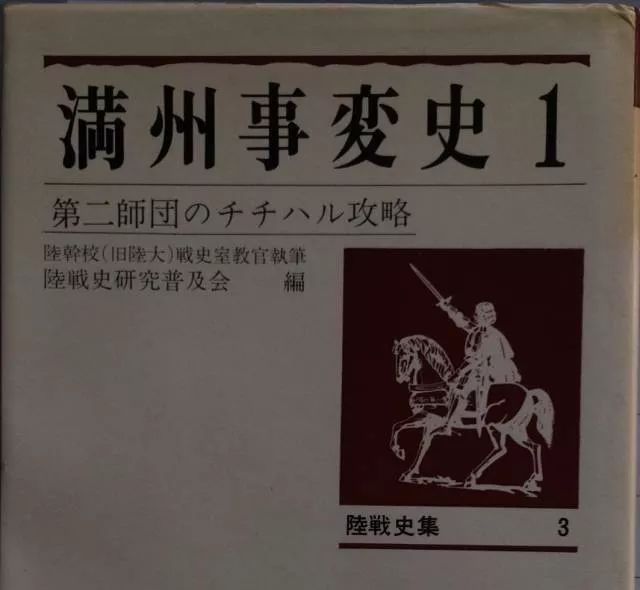 満州事変史 1
第二師団のチチハル攻略
陸幹校(旧陸大)戦史室教官執筆
陸戦史研究普及会 編
陸戦史集 3